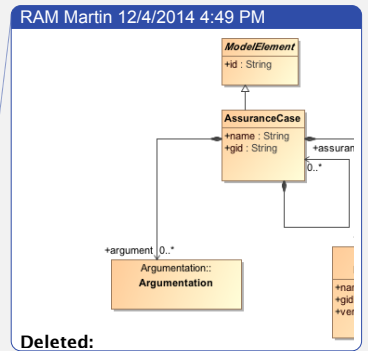 RAM Martin 12/4/2014 4:49 PM
ModelElement
+id : String
AssuranceCase
+name : String
+gid : String
+assuran
0..*
+argument 0..*
Argumentation::
Argumentation
+nar
+gid
+ver
Deleted: